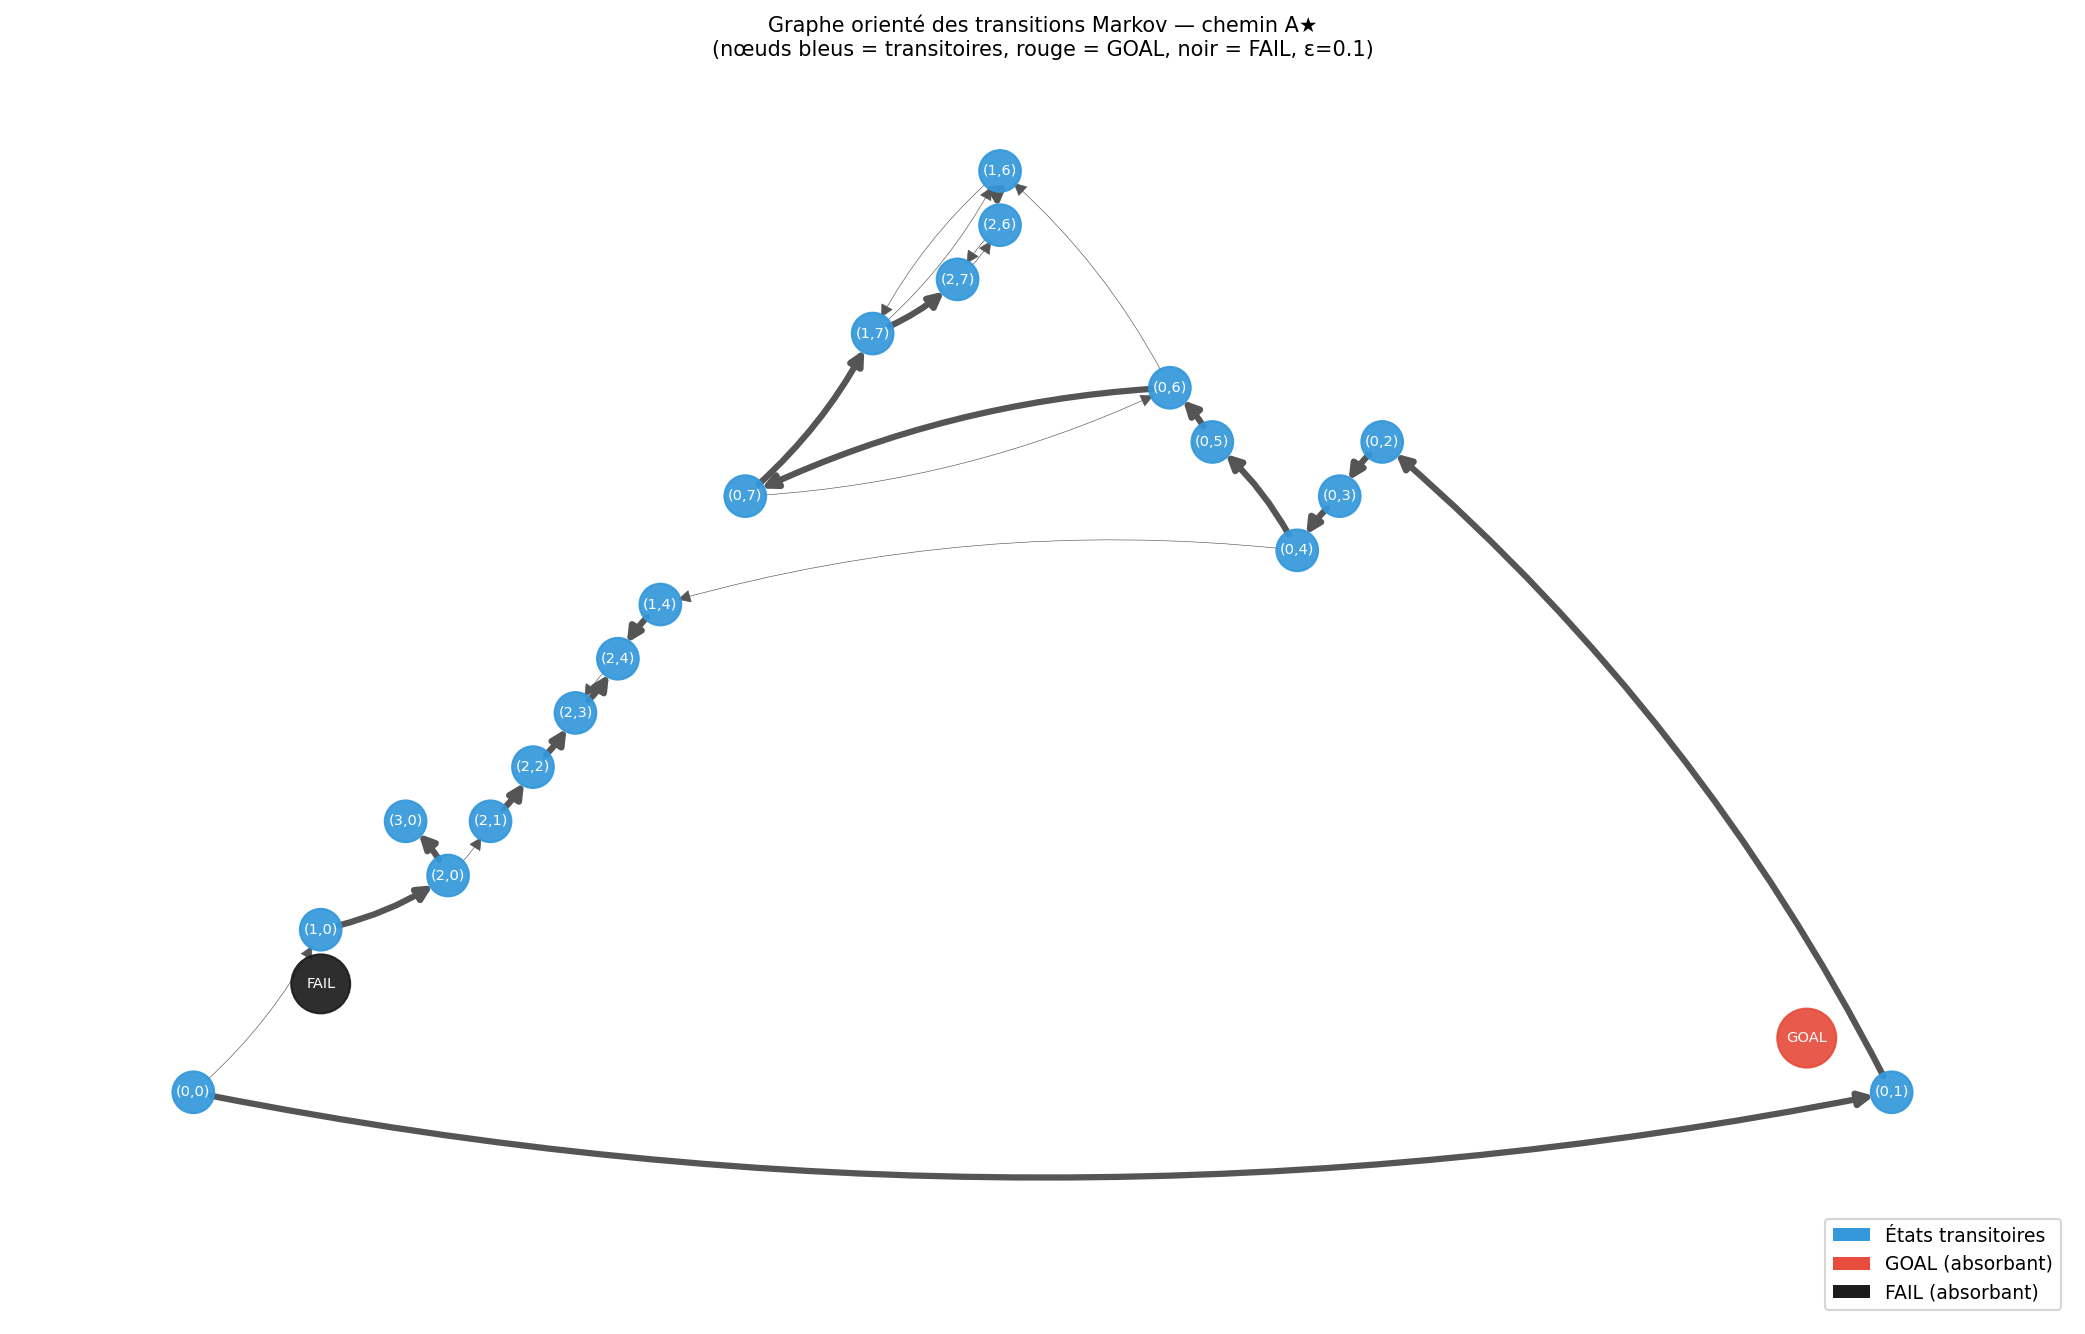 Graphe orienté des transitions Markov — chemin A★
(nœuds bleus = transitoires, rouge = GOAL, noir = FAIL, ε=0.1)
(1,6)
(2,6)
(2,7)
(1,7)
(0,6)
(0,5)
(0,2)
(0,7)
(0,3)
(0,4)
(1,4)
(2,4)
(2,3)
(2,2)
(3,0)
(2,1)
(2,0)
(1,0)
FAIL
GOAL
(0,0)
(0,1)
États transitoires
GOAL (absorbant)
FAIL (absorbant)